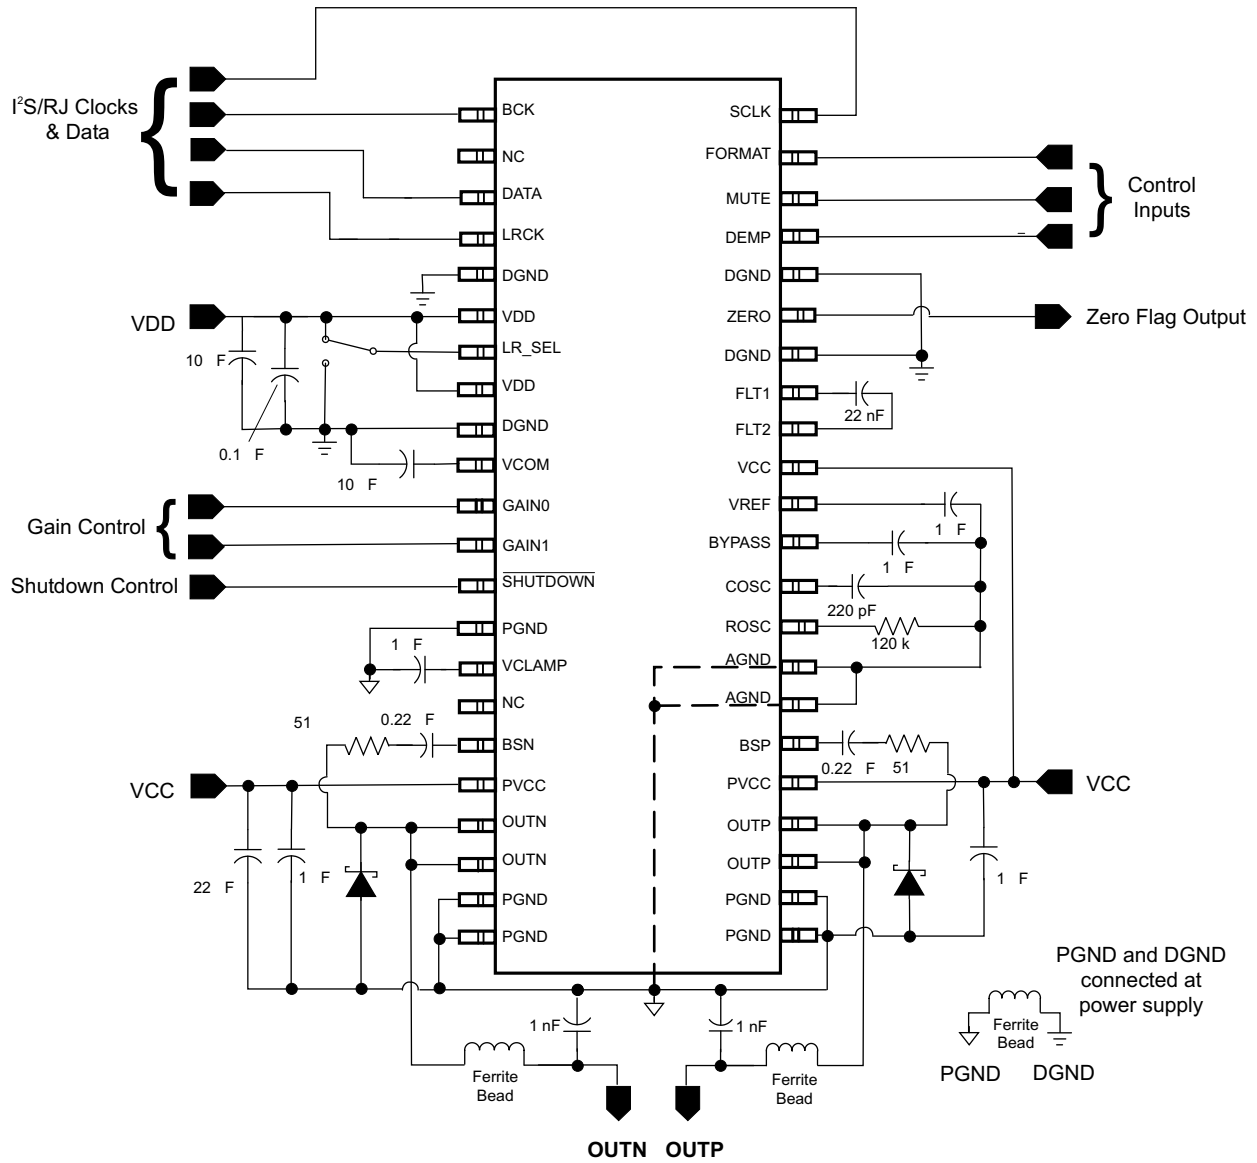 I²S/RJ Clocks
& Data
BCK
NC
DATA
LRCK
DGND
VDD
VDD
LR_SEL
VDD
DGND
VCOM
10 F
0.1 F
10 F
Gain Control
GAIN0
GAIN1
Shutdown Control
SHUTDOWN
PGND
1 F
VCLAMP
NC
51
0.22 F
BSN
VCC
PVCC
OUTN
OUTN
22 F
1 F
PGND
PGND
SCLK
FORMAT
MUTE
DEMP
Control
Inputs
DGND
ZERO
Zero Flag Output
DGND
FLT1
22 nF
FLT2
VCC
VREF
1 F
BYPASS
1 F
COSC
220 pF
ROSC
120 k
AGND
AGND
BSP
0.22 F
51
PVCC
VCC
OUTP
OUTP
1 F
PGND
PGND
PGND and DGND
connected at
power supply
Ferrite
Bead
PGND
DGND
1 nF
1 nF
Ferrite
Bead
Ferrite
Bead
OUTN
OUTP